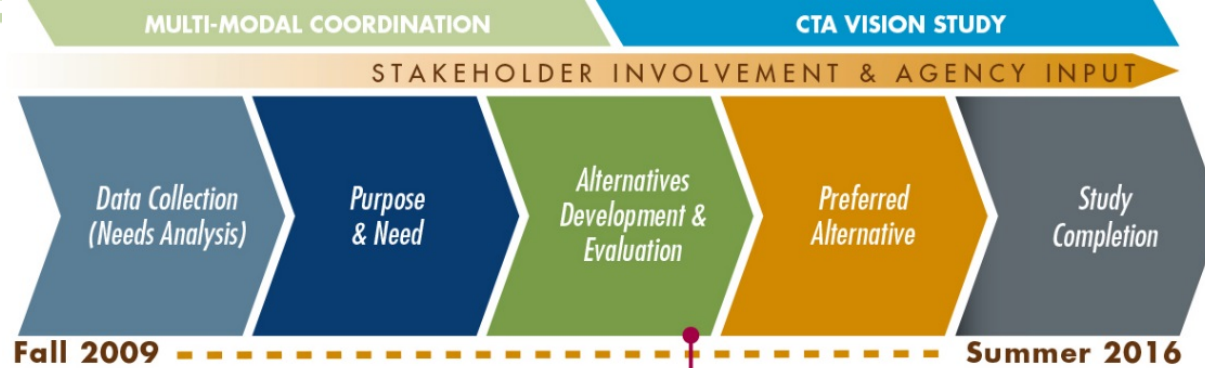 MULTI-MODAL COORDINATION
CTA VISION STUDY
STAKEHOLDER INVOLVEMENT & AGENCY INPUT
Data Collection
(Needs Analysis)
Purpose
& Need
Alternatives
Development &
Evaluation
Preferred
Alternative
Study
Completion
Fall 2009
Summer 2016